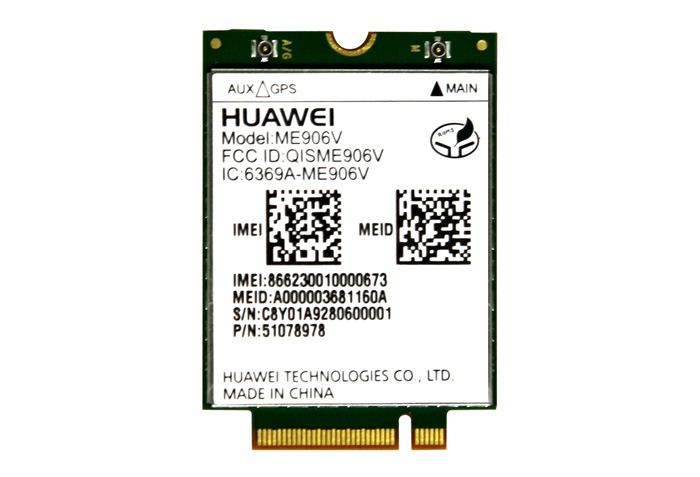 A/G
M
AUX△GPS ▲MAIN
HUAWEI
Model:ME906V
FCC ID:QISME906V
IC:6369A-ME906V
ROHS
IMEI MEID
IMEI:866230010000673
MEID:A000003681160A
S/N:C8Y01A9280600001
P/N:51078978
HUAWEI TECHNOLOGIES CO., LTD.
MADE IN CHINA